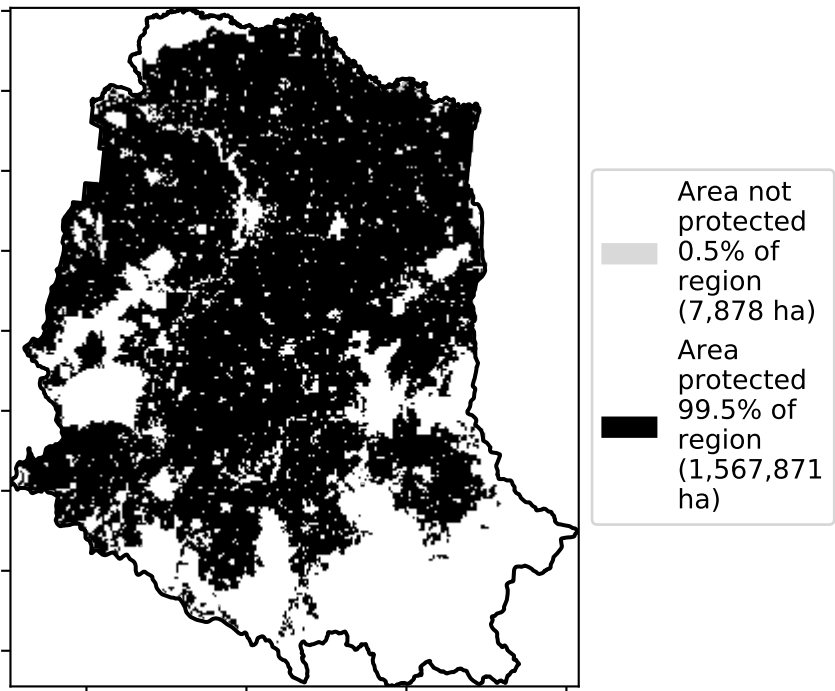 Area not
protected
0.5% of
region
(7,878 ha)
Area
protected
99.5% of
region
(1,567,871
ha)